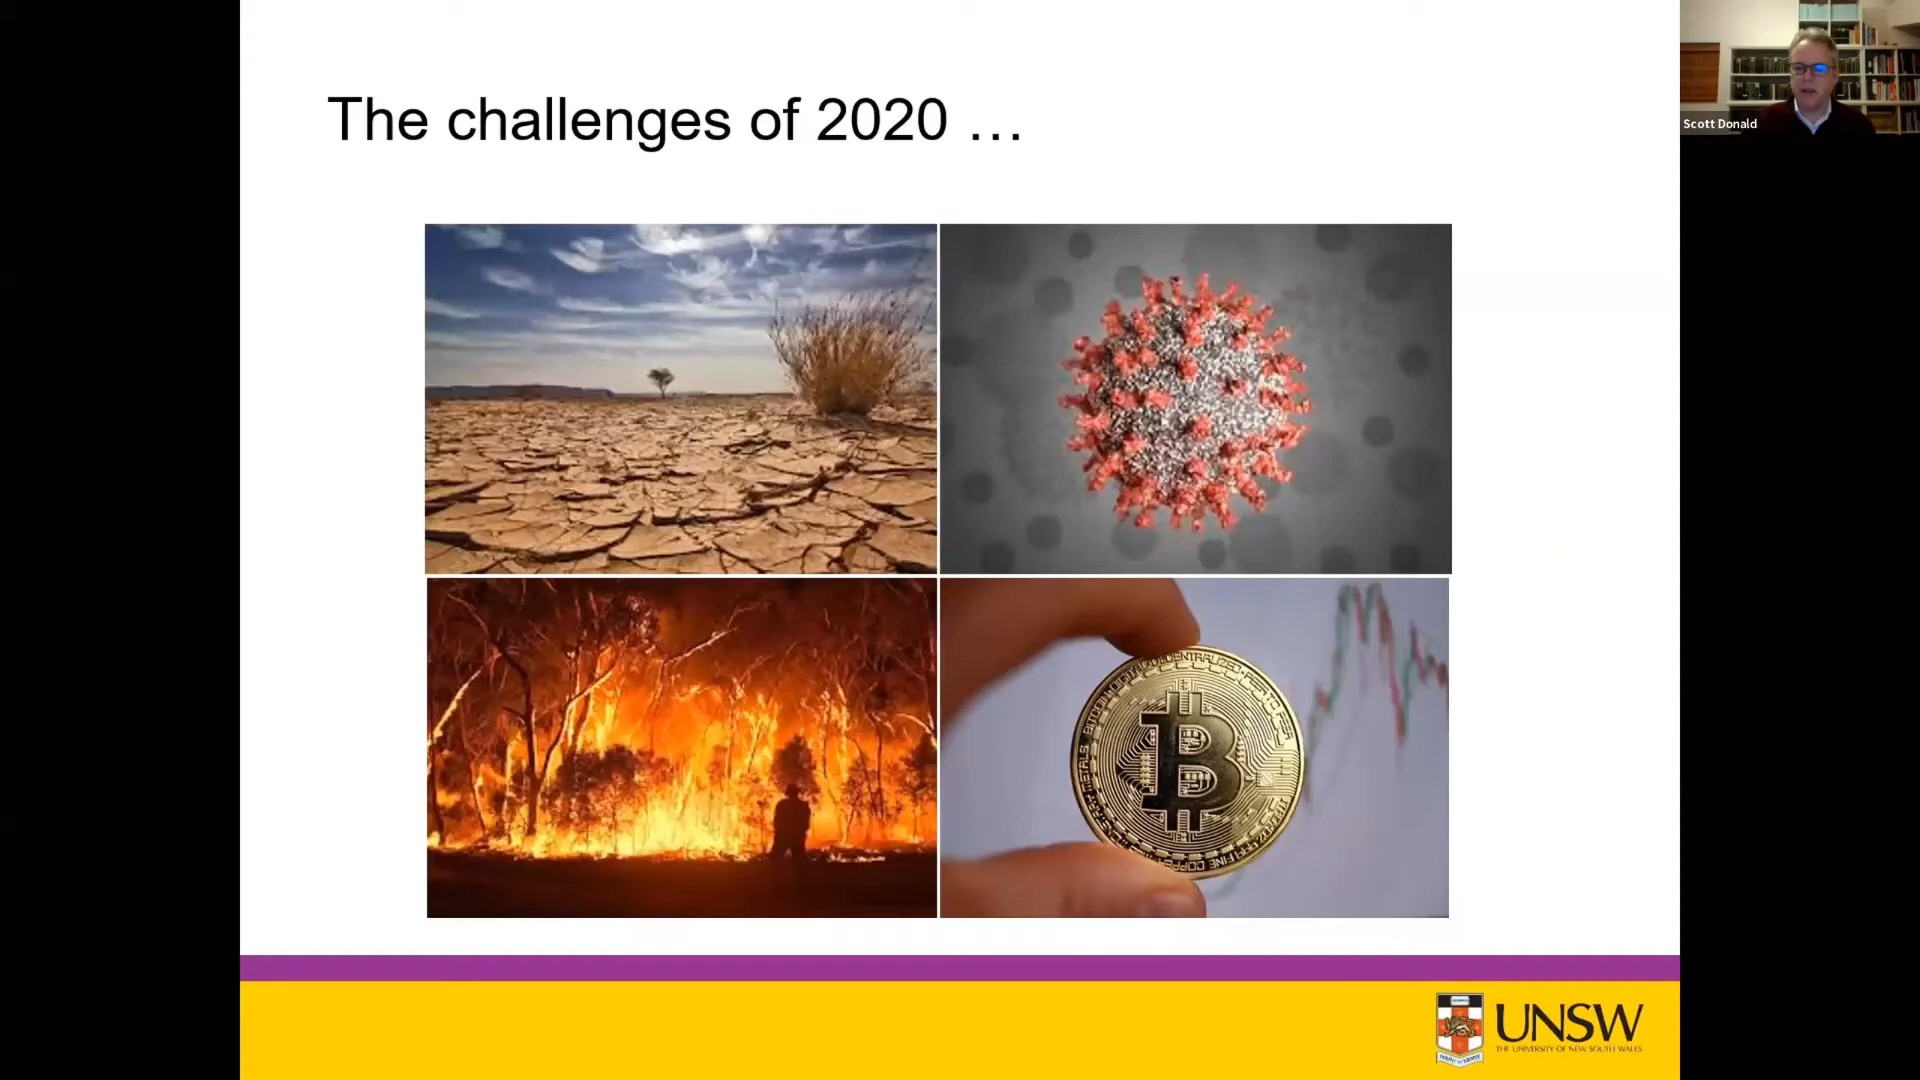 The challenges of 2020 …
Scott Donald
UNSW
THE UNIVERSITY OF NEW SOUTH WALES